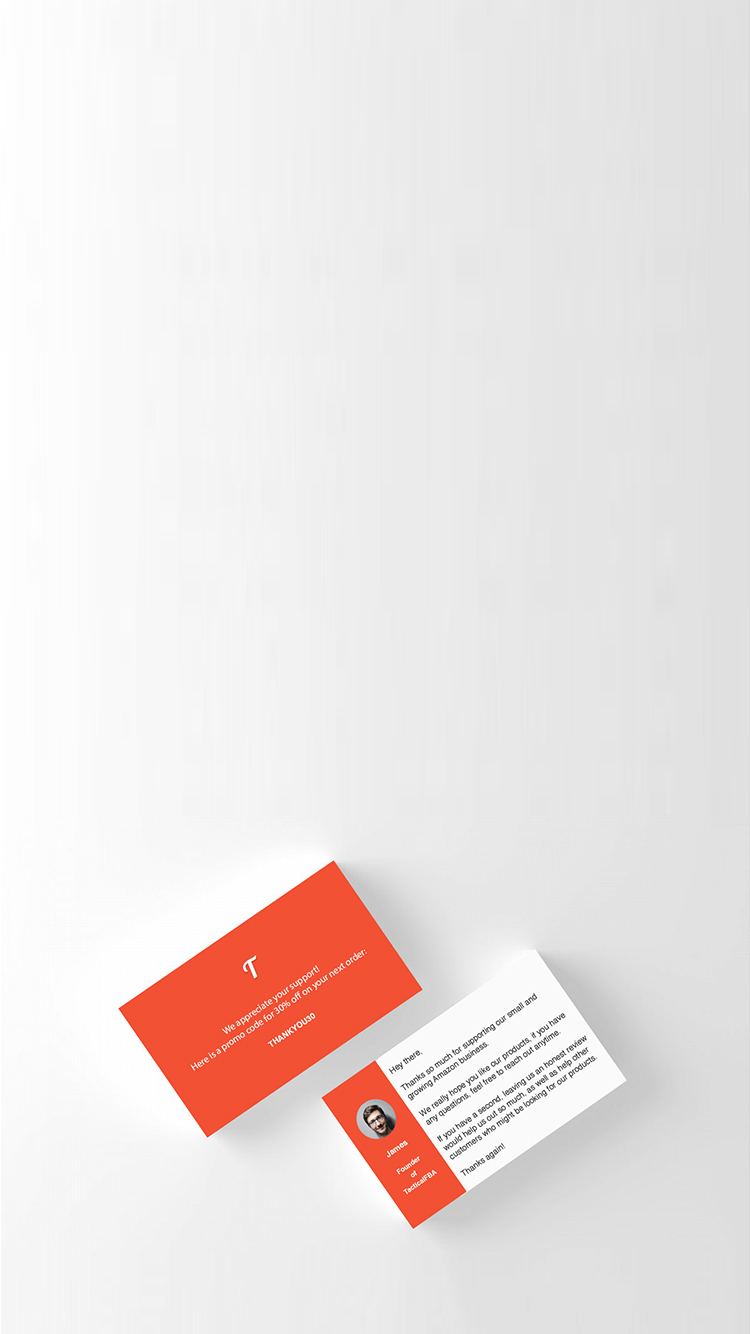 T
We appreciate your support!
Here is a promo code for 30% off on your next order:
THANKYOU30
James
Founder
of
TacticalFBA
Hey there,
Thanks so much for supporting our small and
growing Amazon business.
We really hope you like our products, if you have
any questions, feel free to reach out anytime.
If you have a second, leaving us an honest review
would help us out so much, as well as help other
customers who might be looking for our products.
Thanks again!